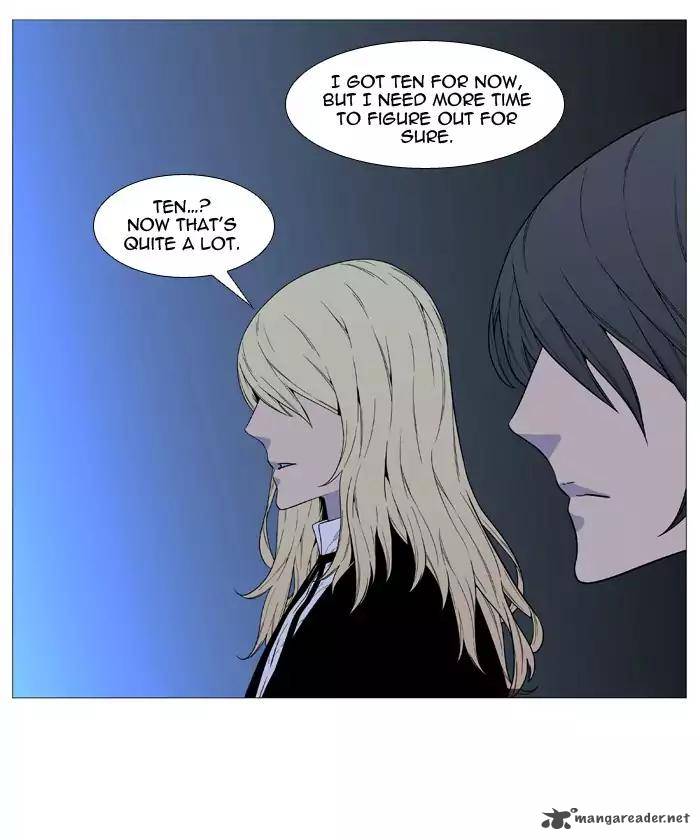 I GOT TEN FOR NOW,
BUT I NEED MORE TIME
TO FIGURE OUT FOR
SURE.
TEN...?
NOW THAT'S
QUITE A LOT.
mangareader.net